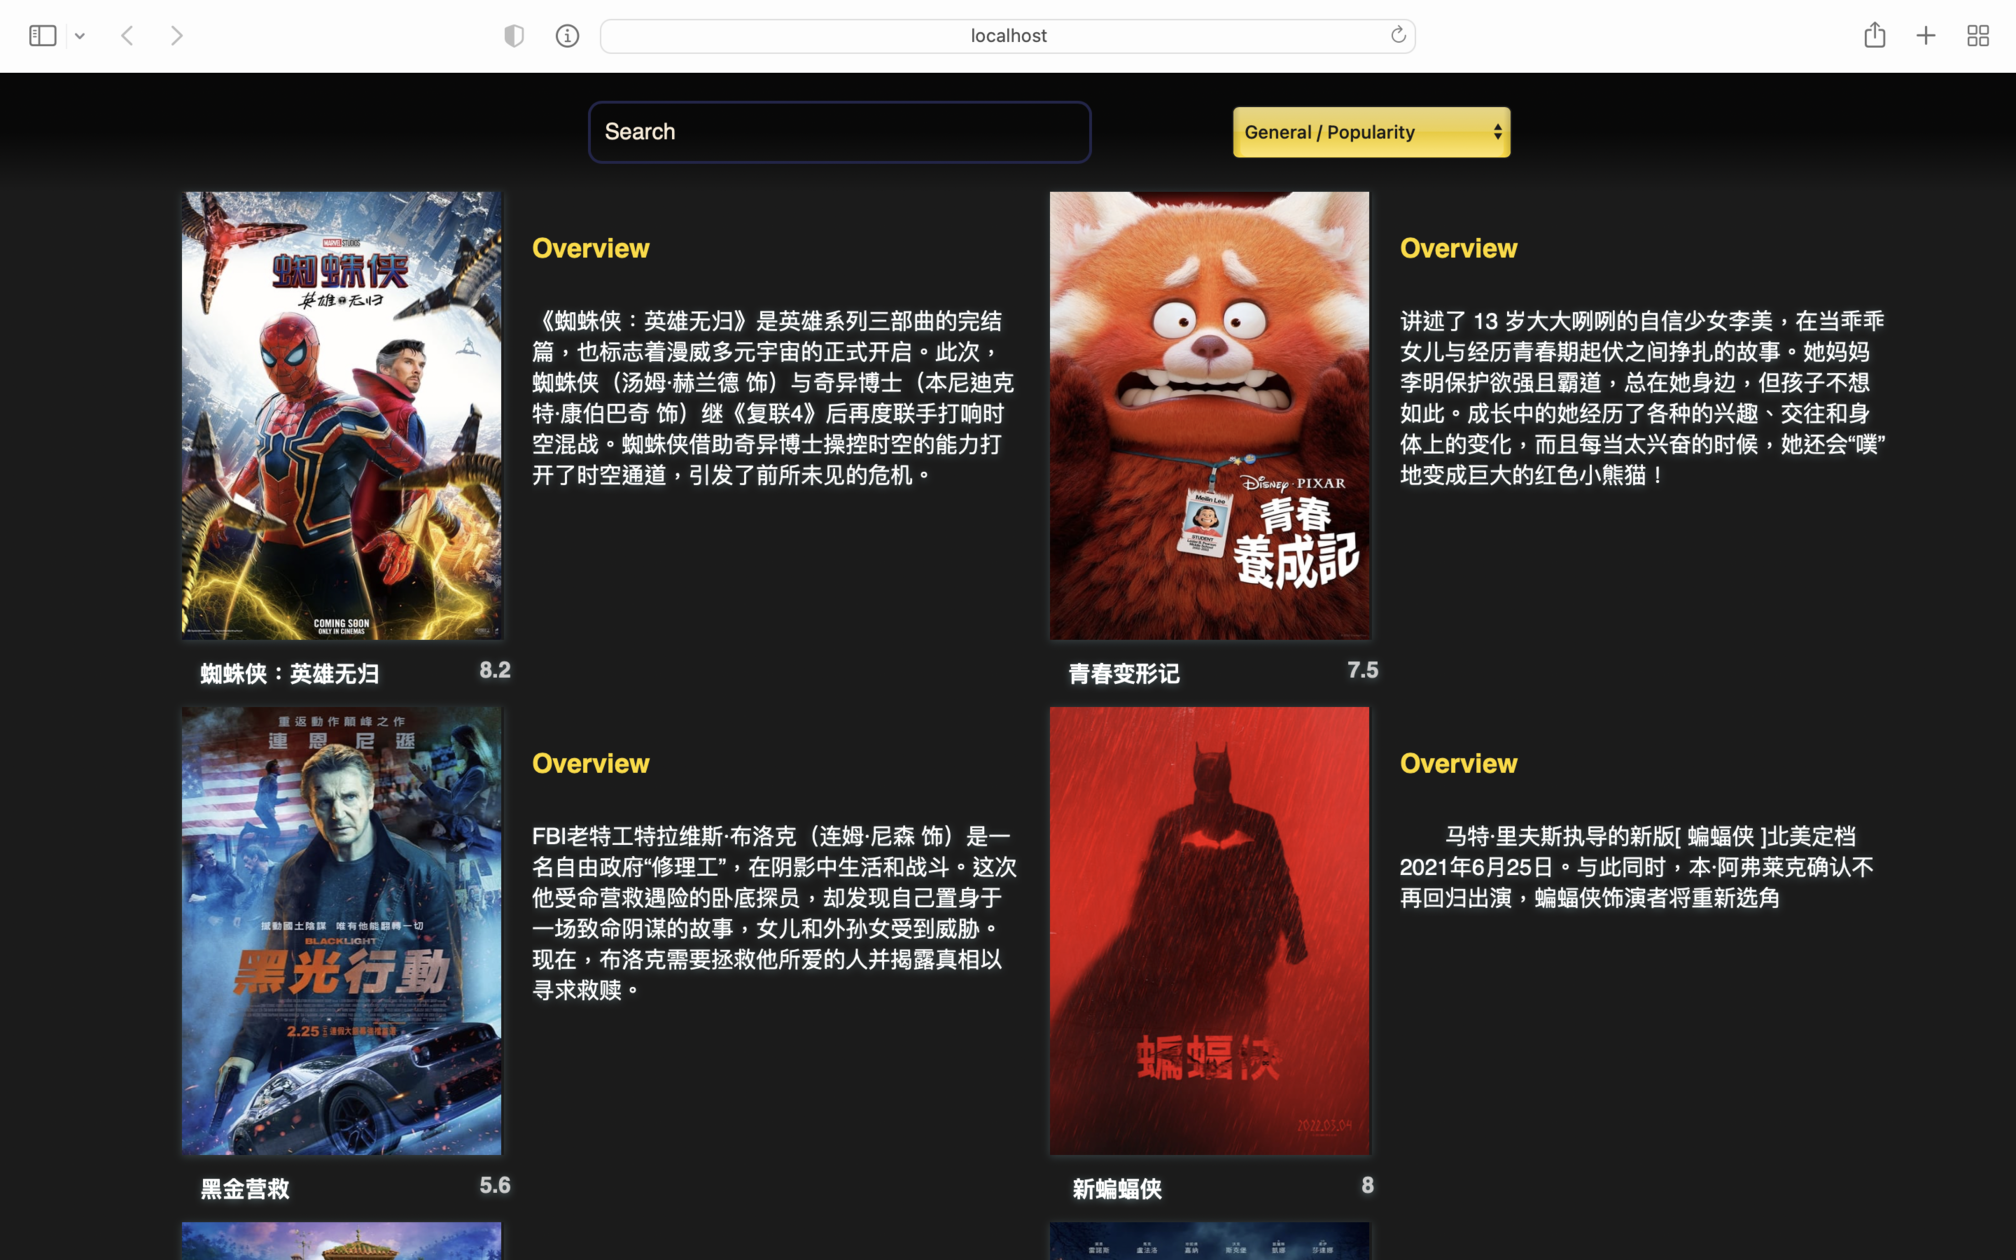 localhost
Search
General / Popularity
MARVEL STUDIOS
蜘蛛侠
英雄无归
COMING SOON
ONLY IN CINEMAS
Overview
《蜘蛛侠：英雄无归》是英雄系列三部曲的完结
篇，也标志着漫威多元宇宙的正式开启。此次，
蜘蛛侠（汤姆·赫兰德 饰）与奇异博士（本尼迪克
特·康伯巴奇 饰）继《复联4》后再度联手打响时
空混战。蜘蛛侠借助奇异博士操控时空的能力打
开了时空通道，引发了前所未见的危机。
蜘蛛侠：英雄无归
8.2
Meilin Lee
STUDENT
DISNEY · PIXAR
青春
養成記
Overview
讲述了 13 岁大大咧咧的自信少女李美，在当乖乖
女儿与经历青春期起伏之间挣扎的故事。她妈妈
李明保护欲强且霸道，总在她身边，但孩子不想
如此。成长中的她经历了各种的兴趣、交往和身
体上的变化，而且每当太兴奋的时候，她还会“噗”
地变成巨大的红色小熊猫！
青春变形记
7.5
重返動作巔峰之作
連恩尼遜
撼動國土陰謀 唯有他能翻轉一切
BLACKLIGHT
黑光行動
2.25
Overview
FBI老特工特拉维斯·布洛克（连姆·尼森 饰）是一
名自由政府“修理工”，在阴影中生活和战斗。这次
他受命营救遇险的卧底探员，却发现自己置身于
一场致命阴谋的故事，女儿和外孙女受到威胁。
现在，布洛克需要拯救他所爱的人并揭露真相以
寻求救赎。
黑金营救
5.6
蝙蝠侠
2022.03.04
Overview
马特·里夫斯执导的新版[ 蝙蝠侠 ]北美定档
2021年6月25日。与此同时，本·阿弗莱克确认不
再回归出演，蝙蝠侠饰演者将重新选角
新蝙蝠侠
8